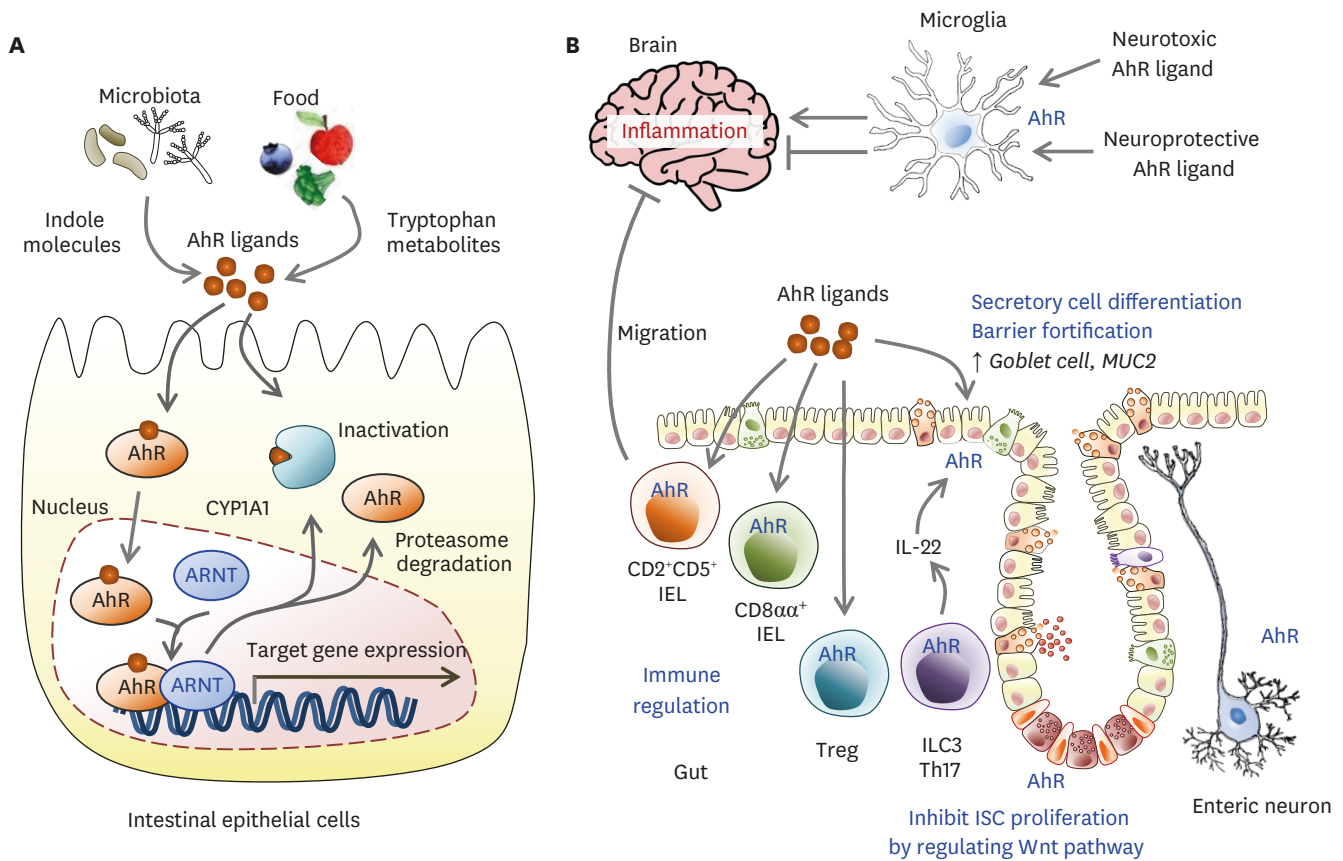 A
Microbiota
Food
Indole
molecules
AhR ligands
Tryptophan
metabolites
AhR
Inactivation
AhR
Nucleus
CYP1A1
Proteasome
degradation
AhR
ARNT
AhR
ARNT
Target gene expression
Intestinal epithelial cells
B
Brain
Inflammation
Microglia
AhR
Neurotoxic
AhR ligand
Neuroprotective
AhR ligand
Migration
AhR ligands
Secretory cell differentiation
Barrier fortification
↑ Goblet cell, MUC2
AhR
CD2⁺CD5⁺
IEL
AhR
CD8αα⁺
IEL
AhR
IL-22
AhR
Treg
AhR
ILC3
Th17
Immune
regulation
Gut
AhR
Inhibit ISC proliferation
by regulating Wnt pathway
AhR
Enteric neuron